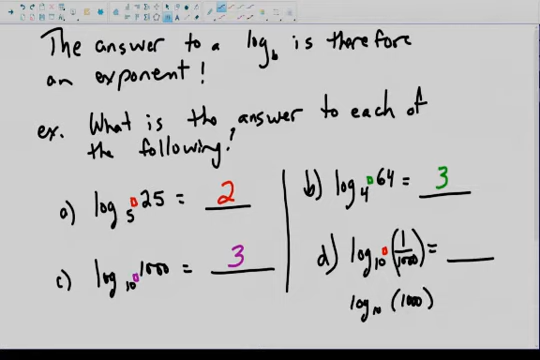 The answer to a log_b is therefore
an exponent!
ex. What is the answer to each of
the following?
a) log_5 25 = 2
b) log_4 64 = 3
c) log_10 1000 = 3
d) log_10 (1/1000) = ___
log_10 (1000)